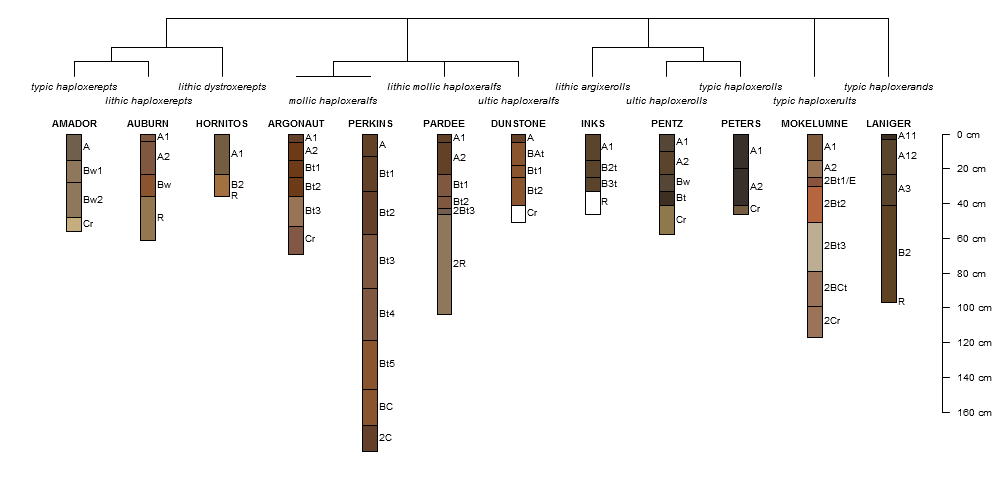 typic haploxerepts lithic dystroxerepts lithic mollic haploxeralfs lithic argixerolls typic haploxerolls typic haploxerands
lithic haploxerepts mollic haploxeralfs ultic haploxeralfs ultic haploxerolls typic haploxerults
AMADOR AUBURN HORNITOS ARGONAUT PERKINS PARDEE DUNSTONE INKS PENTZ PETERS MOKELUMNE LANIGER
A
Bw1
Bw2
Cr
A1
A2
Bw
R
A1
B2
R
A1
A2
Bt1
Bt2
Bt3
Cr
A
Bt1
Bt2
Bt3
Bt4
Bt5
BC
2C
A1
A2
Bt1
Bt2
2Bt3
2R
A
BAt
Bt1
Bt2
Cr
A1
B2t
B3t
R
A1
A2
Bw
Bt
Cr
A1
A2
Cr
A1
A2
2Bt1/E
2Bt2
2Bt3
2BCt
2Cr
A11
A12
A3
B2
R
0 cm
20 cm
40 cm
60 cm
80 cm
100 cm
120 cm
140 cm
160 cm